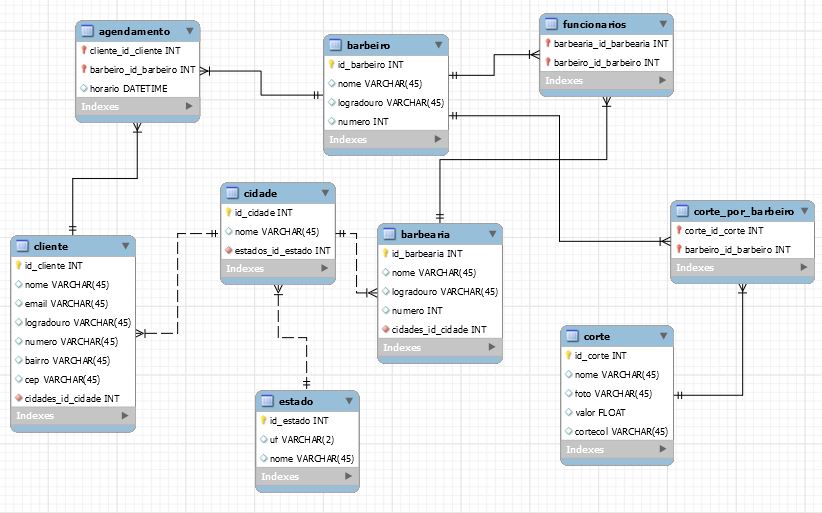 agendamento
cliente_id_cliente INT
barbeiro_id_barbeiro INT
horario DATETIME
Indexes
barbeiro
id_barbeiro INT
nome VARCHAR(45)
logradouro VARCHAR(45)
numero INT
Indexes
funcionarios
barbearia_id_barbearia INT
barbeiro_id_barbeiro INT
Indexes
cidade
id_cidade INT
nome VARCHAR(45)
estados_id_estado INT
Indexes
cliente
id_cliente INT
nome VARCHAR(45)
email VARCHAR(45)
logradouro VARCHAR(45)
numero VARCHAR(45)
bairro VARCHAR(45)
cep VARCHAR(45)
cidades_id_cidade INT
Indexes
barbearia
id_barbearia INT
nome VARCHAR(45)
logradouro VARCHAR(45)
numero INT
cidades_id_cidade INT
Indexes
corte_por_barbeiro
corte_id_corte INT
barbeiro_id_barbeiro INT
Indexes
corte
id_corte INT
nome VARCHAR(45)
foto VARCHAR(45)
valor FLOAT
cortecol VARCHAR(45)
Indexes
estado
id_estado INT
uf VARCHAR(2)
nome VARCHAR(45)
Indexes